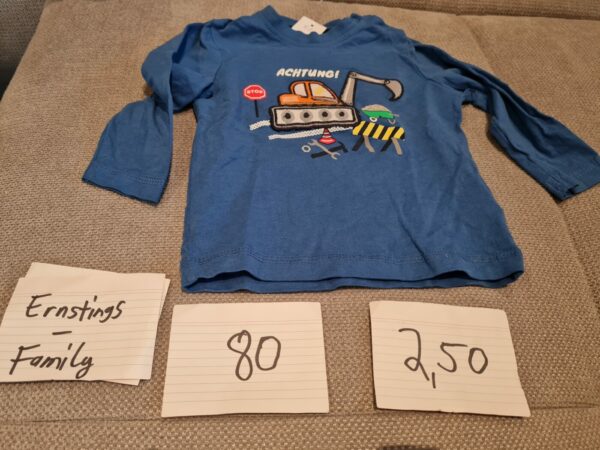 ACHTUNG!
STOP
Ernstings
–
Family
80
2,50